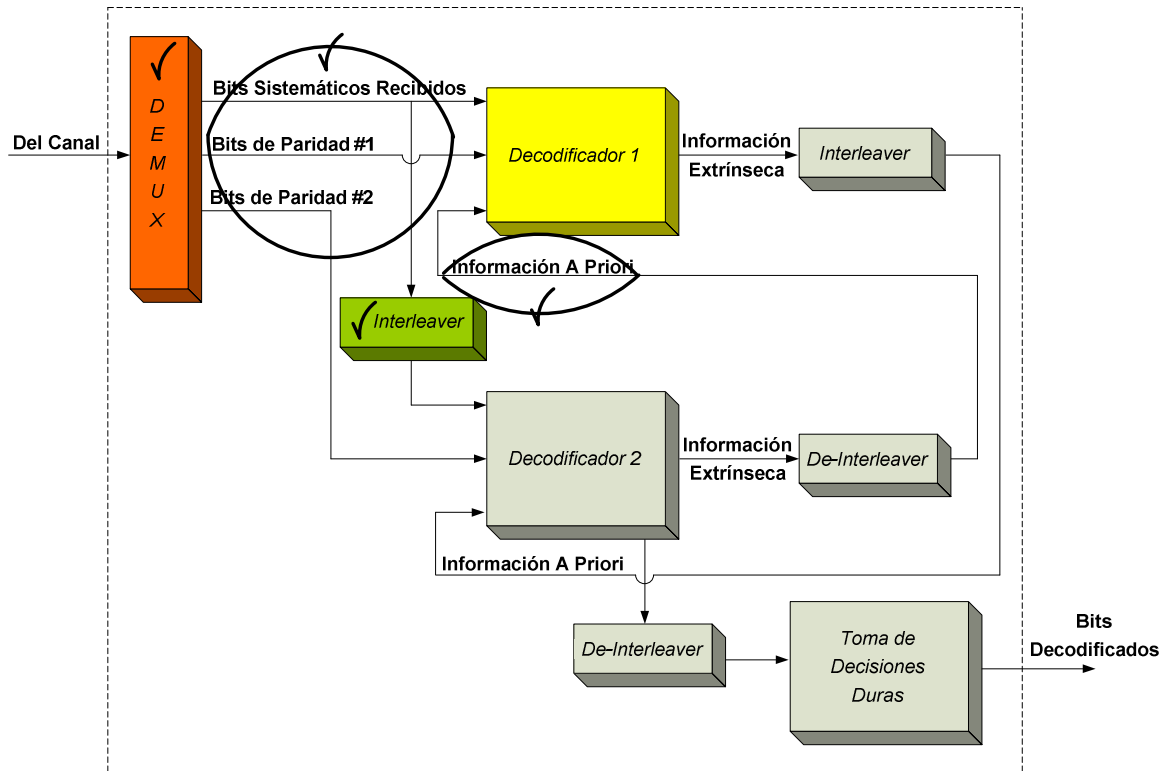 Del Canal
D
E
M
U
X
Bits Sistemáticos Recibidos
Bits de Paridad #1
Bits de Paridad #2
Decodificador 1
Información
Extrínseca
Interleaver
Información A Priori
Interleaver
Decodificador 2
Información
Extrínseca
De-Interleaver
Información A Priori
De-Interleaver
Toma de
Decisiones
Duras
Bits
Decodificados